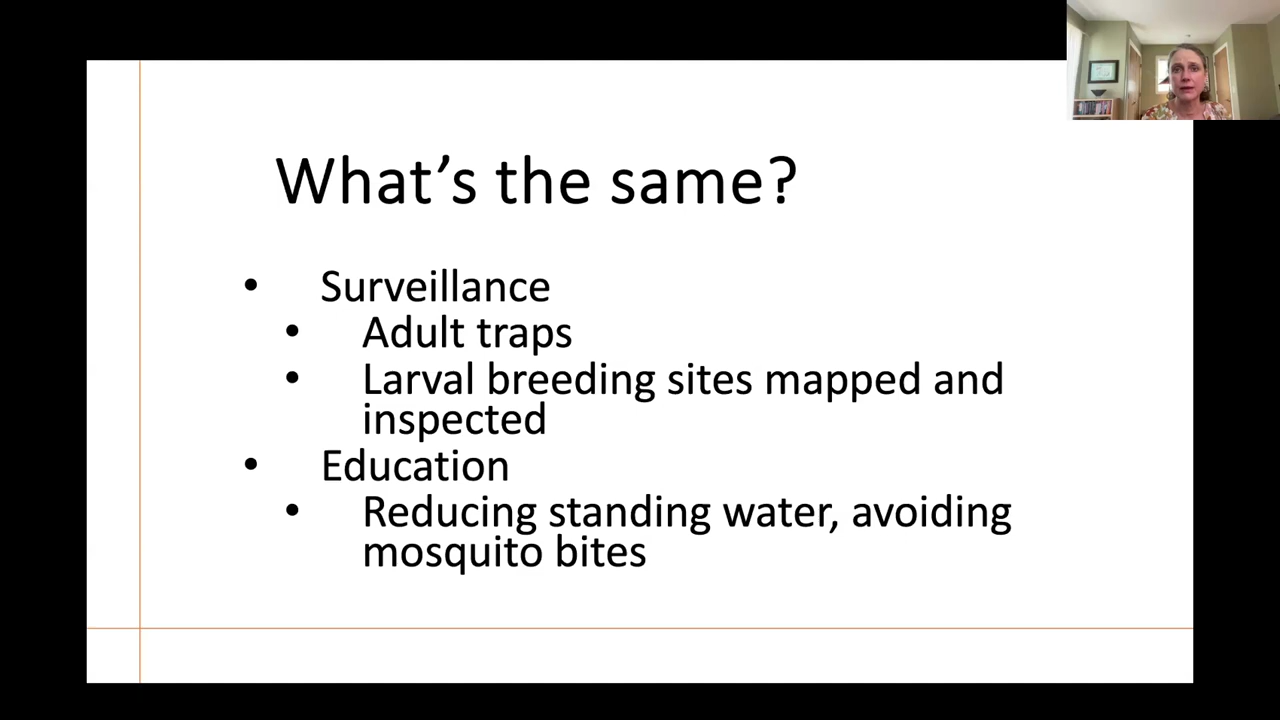 What's the same?
• Surveillance
• Adult traps
• Larval breeding sites mapped and
inspected
• Education
• Reducing standing water, avoiding
mosquito bites